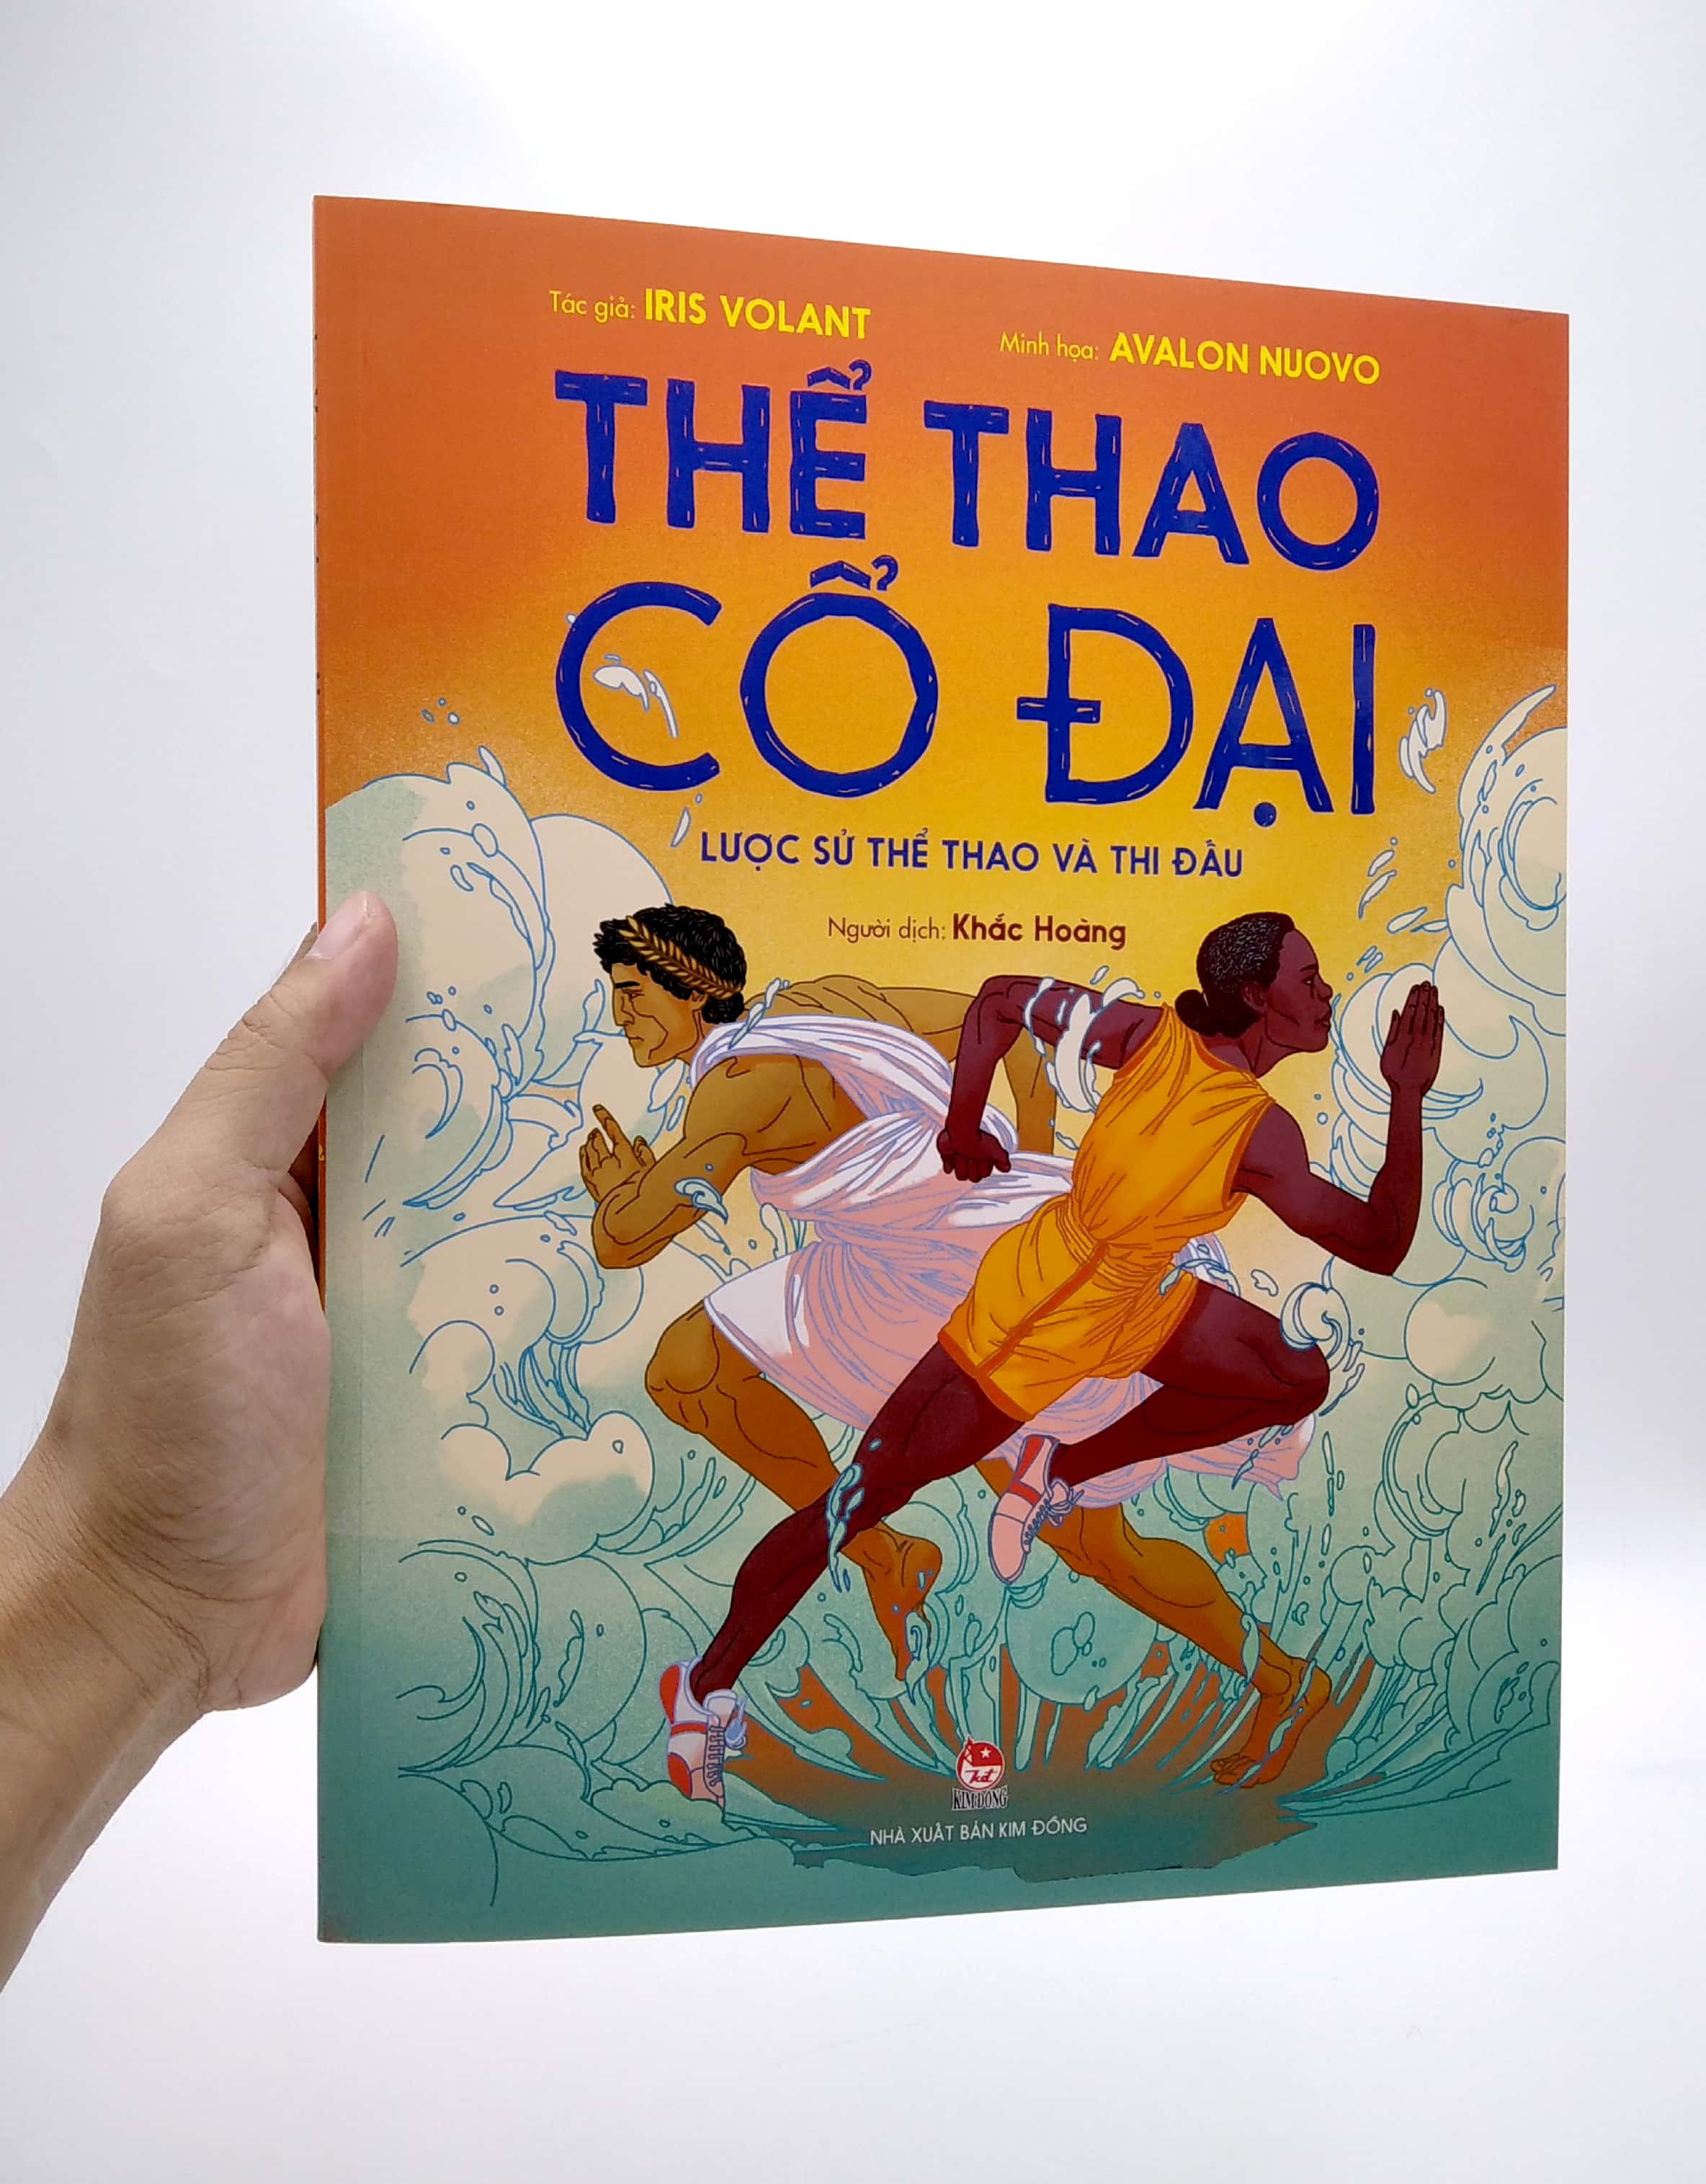 Tác giả: IRIS VOLANT
Minh họa: AVALON NUOVO
THỂ THAO
CỔ ĐẠI
LƯỢC SỬ THỂ THAO VÀ THI ĐẤU
Người dịch: Khắc Hoàng
kđ
KIM ĐỒNG
NHÀ XUẤT BẢN KIM ĐỒNG